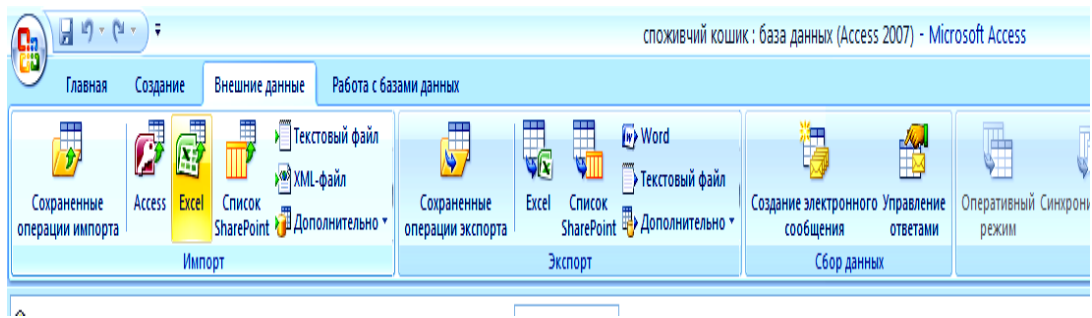 споживчий кошик : база данных (Access 2007) - Microsoft Access
Главная Создание Внешние данные Работа с базами данных
Сохраненные операции импорта
Access
Excel
Список SharePoint
Текстовый файл
XML-файл
Дополнительно
Импорт
Сохраненные операции экспорта
Excel
Список SharePoint
Word
Текстовый файл
Дополнительно
Экспорт
Создание электронного сообщения
Управление ответами
Сбор данных
Оперативный режим